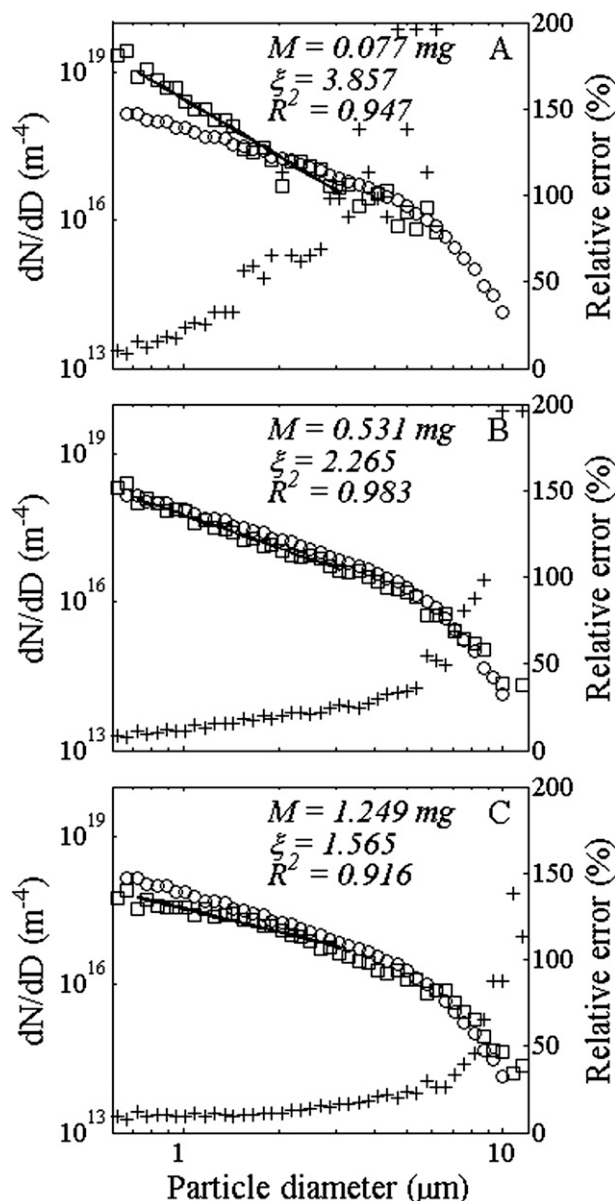 A
M = 0.077 mg
ξ = 3.857
R² = 0.947
dN/dD (m⁻⁴)
10¹⁹
10¹⁶
10¹³
Relative error (%)
200
150
100
50
0
B
M = 0.531 mg
ξ = 2.265
R² = 0.983
dN/dD (m⁻⁴)
10¹⁹
10¹⁶
10¹³
Relative error (%)
200
150
100
50
0
C
M = 1.249 mg
ξ = 1.565
R² = 0.916
dN/dD (m⁻⁴)
10¹⁹
10¹⁶
10¹³
Relative error (%)
200
150
100
50
0
1 10
Particle diameter (μm)